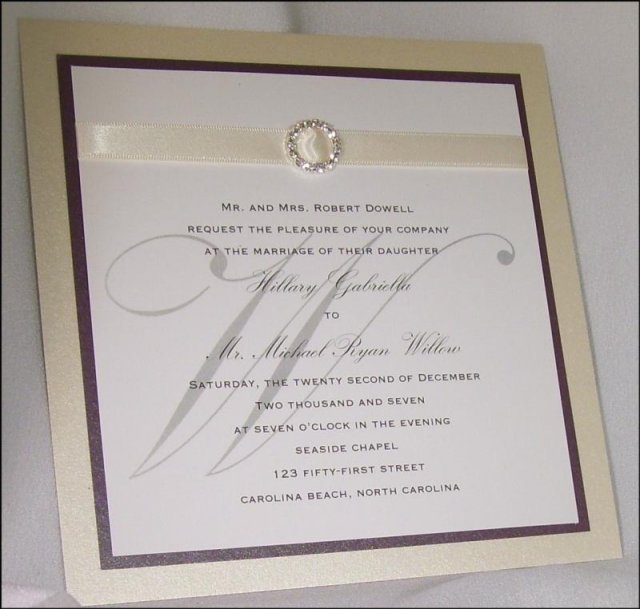 W
Mr. and Mrs. Robert Dowell
request the pleasure of your company
at the marriage of their daughter
Hillary Gabriella
to
Mr. Michael Ryan Willow
Saturday, the twenty second of December
Two thousand and seven
at seven o'clock in the evening
seaside chapel
123 fifty-first street
carolina beach, north carolina